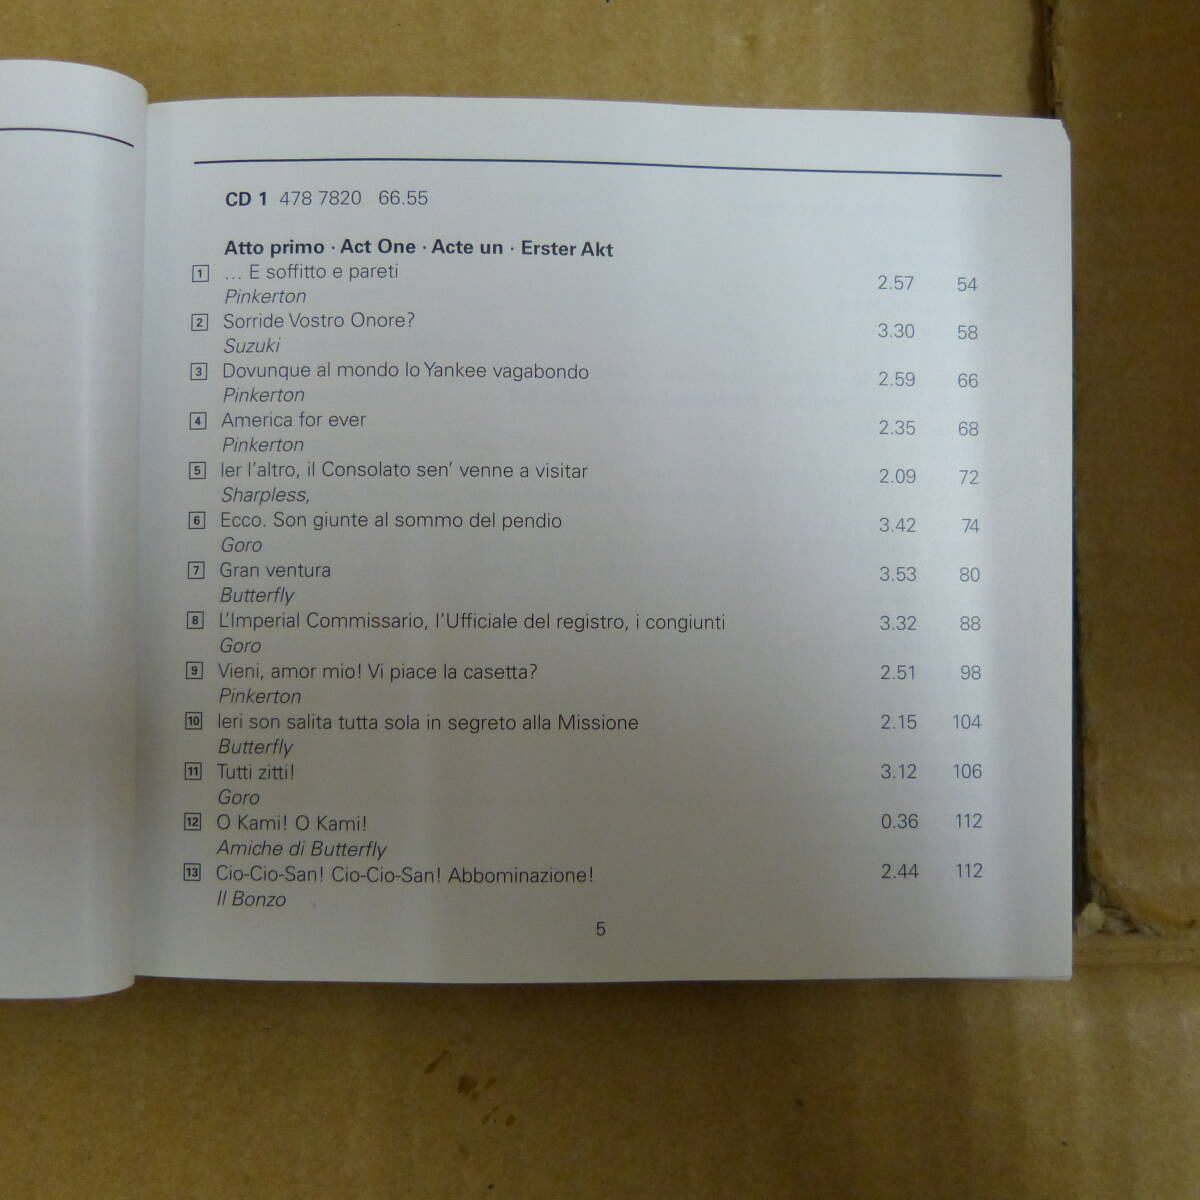 CD 1 478 7820 66.55
Atto primo · Act One · Acte un · Erster Akt
1 ... E soffitto e pareti 2.57 54
Pinkerton
2 Sorride Vostro Onore? 3.30 58
Suzuki
3 Dovunque al mondo lo Yankee vagabondo 2.59 66
Pinkerton
4 America for ever 2.35 68
Pinkerton
5 Ier l'altro, il Consolato sen' venne a visitar 2.09 72
Sharpless,
6 Ecco. Son giunte al sommo del pendio 3.42 74
Goro
7 Gran ventura 3.53 80
Butterfly
8 L'Imperial Commissario, l'Ufficiale del registro, i congiunti 3.32 88
Goro
9 Vieni, amor mio! Vi piace la casetta? 2.51 98
Pinkerton
10 Ieri son salita tutta sola in segreto alla Missione 2.15 104
Butterfly
11 Tutti zitti! 3.12 106
Goro
12 O Kami! O Kami! 0.36 112
Amiche di Butterfly
13 Cio-Cio-San! Cio-Cio-San! Abbominazione! 2.44 112
Il Bonzo
5